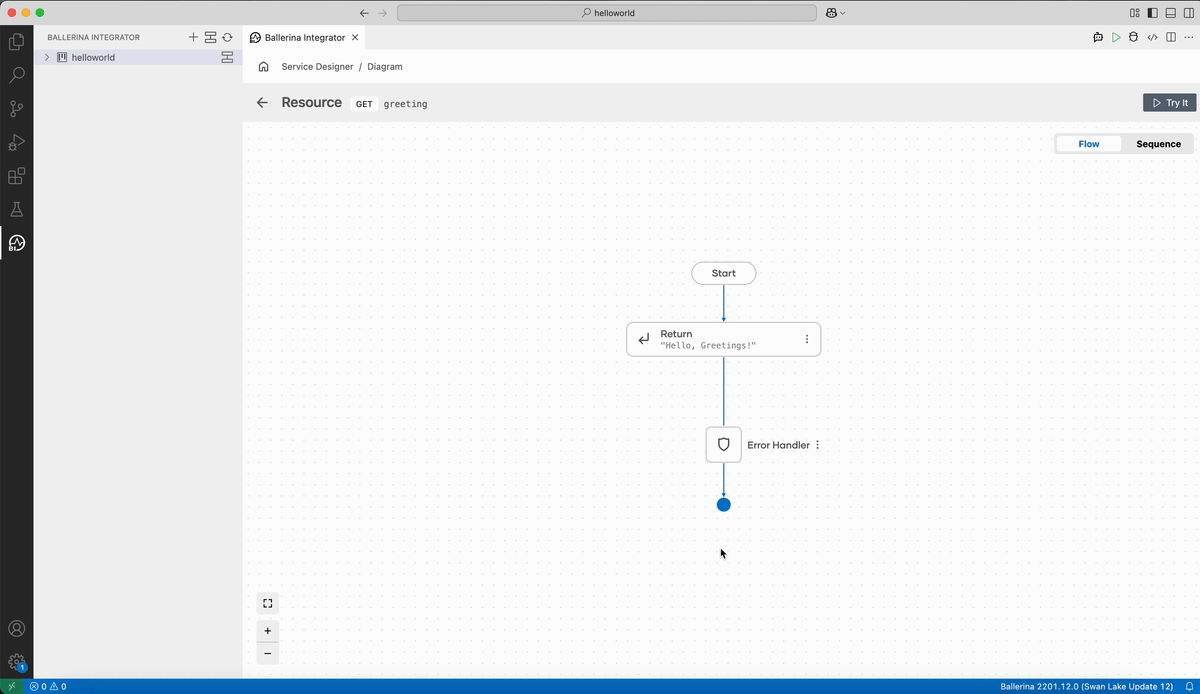 helloworld
BALLERINA INTEGRATOR
helloworld
Ballerina Integrator
Service Designer / Diagram
Resource GET greeting
Try It
Flow Sequence
Start
Return
"Hello, Greetings!"
Error Handler
+
−
BI
1
0 0
Ballerina 2201.12.0 (Swan Lake Update 12)